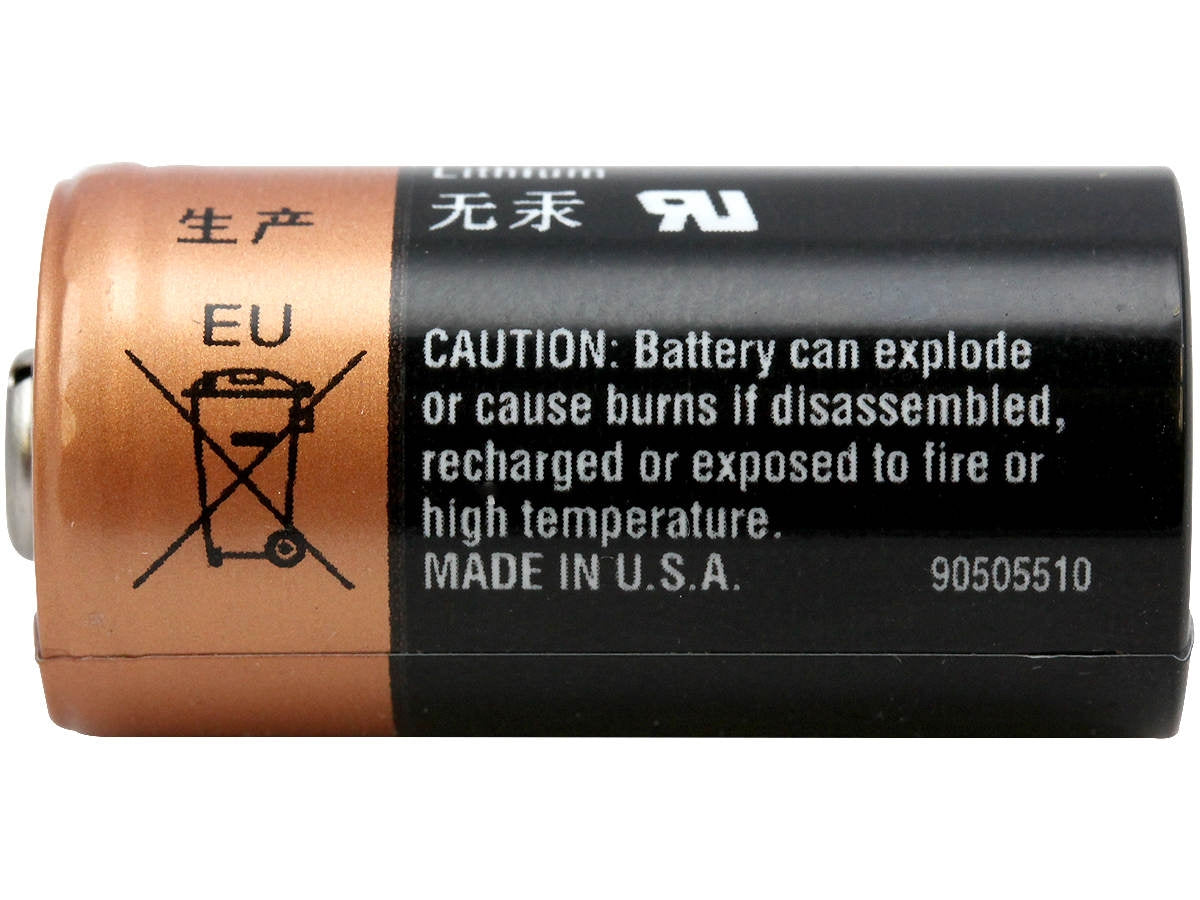 生产
EU
Lithium
无汞
CAUTION: Battery can explode
or cause burns if disassembled,
recharged or exposed to fire or
high temperature.
MADE IN U.S.A. 90505510